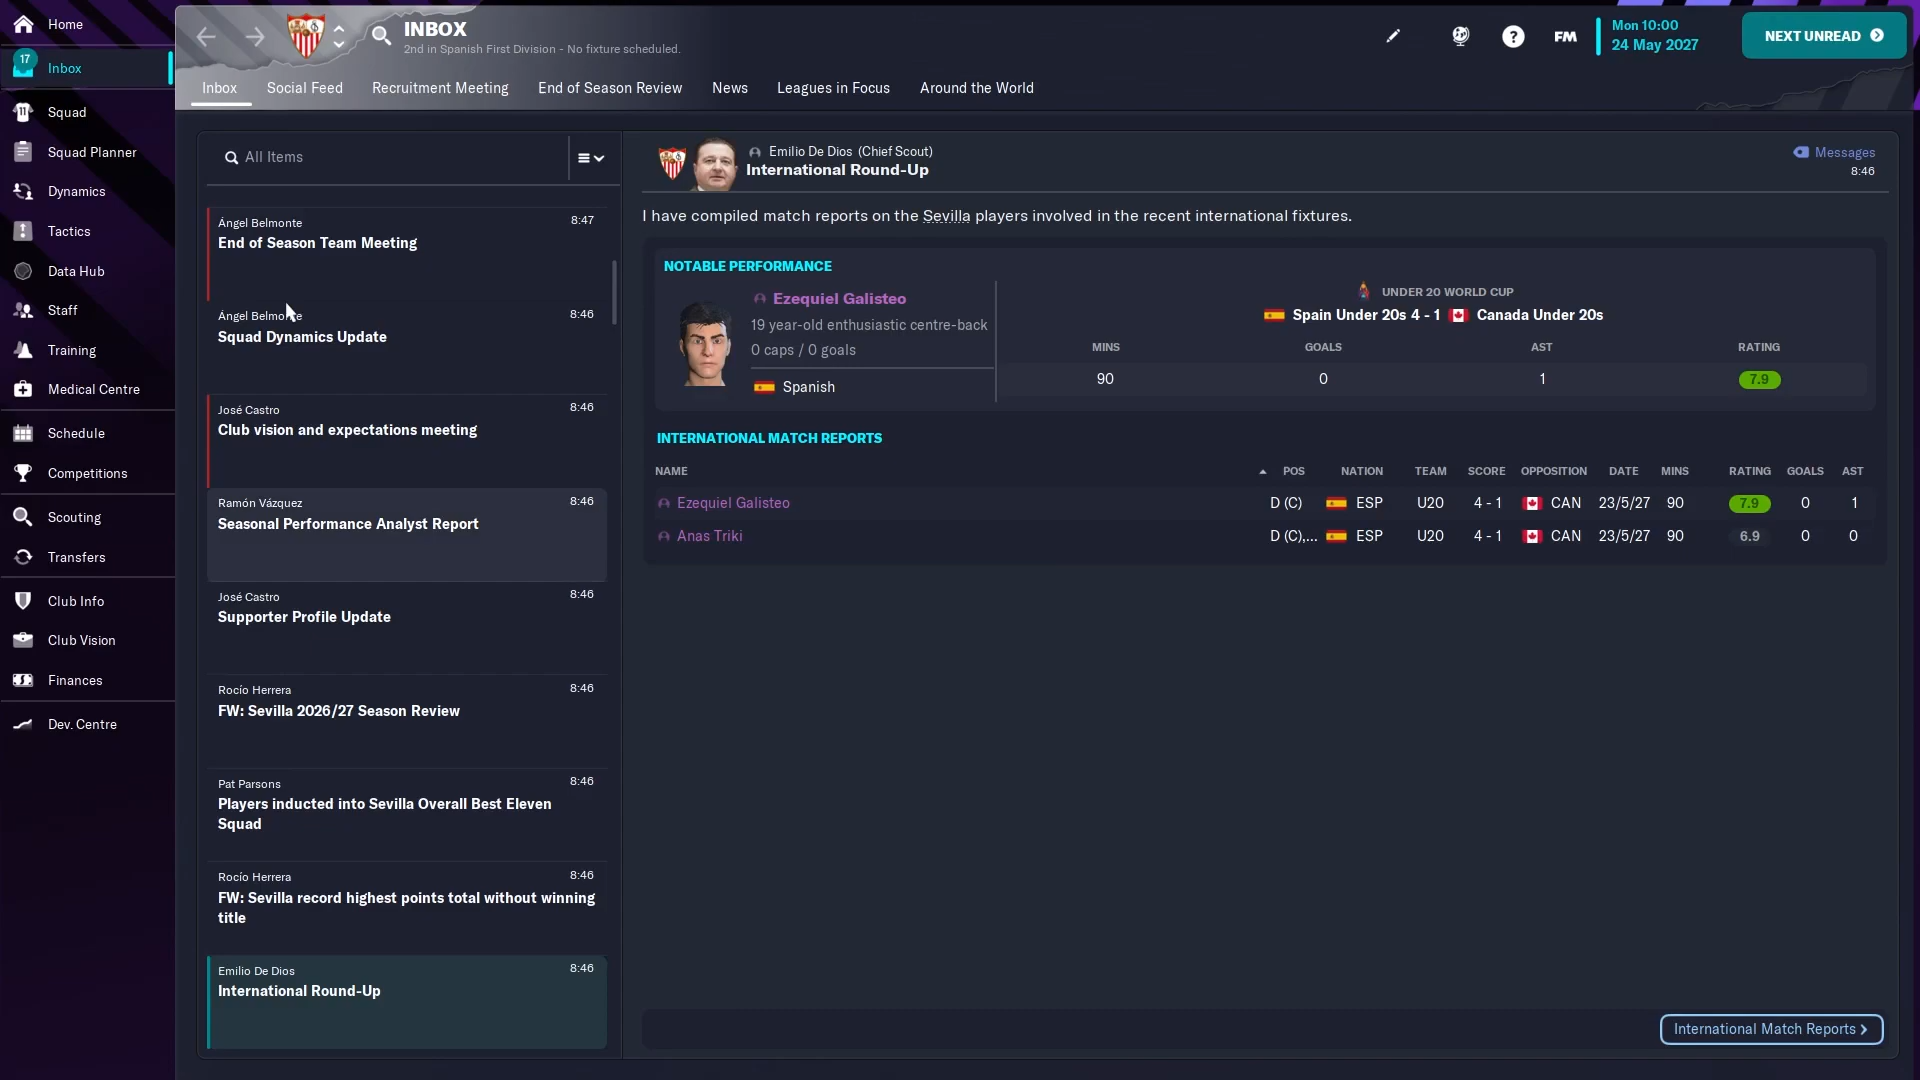 Home
17
Inbox
Squad
Squad Planner
Dynamics
Tactics
Data Hub
Staff
Training
Medical Centre
Schedule
Competitions
Scouting
Transfers
Club Info
Club Vision
Finances
Dev. Centre
INBOX
2nd in Spanish First Division - No fixture scheduled.
FM
Mon 10:00
24 May 2027
NEXT UNREAD
Inbox Social Feed Recruitment Meeting End of Season Review News Leagues in Focus Around the World
All Items
Ángel Belmonte 8:47
End of Season Team Meeting
Ángel Belmonte 8:46
Squad Dynamics Update
José Castro 8:46
Club vision and expectations meeting
Ramón Vázquez 8:46
Seasonal Performance Analyst Report
José Castro 8:46
Supporter Profile Update
Rocío Herrera 8:46
FW: Sevilla 2026/27 Season Review
Pat Parsons 8:46
Players inducted into Sevilla Overall Best Eleven
Squad
Rocío Herrera 8:46
FW: Sevilla record highest points total without winning
title
Emilio De Dios 8:46
International Round-Up
Emilio De Dios (Chief Scout)
International Round-Up
Messages
8:46
I have compiled match reports on the Sevilla players involved in the recent international fixtures.
NOTABLE PERFORMANCE
Ezequiel Galisteo
19 year-old enthusiastic centre-back
0 caps / 0 goals
Spanish
UNDER 20 WORLD CUP
Spain Under 20s 4 - 1 Canada Under 20s
MINS GOALS AST RATING
90 0 1 7.9
INTERNATIONAL MATCH REPORTS
NAME POS NATION TEAM SCORE OPPOSITION DATE MINS RATING GOALS AST
Ezequiel Galisteo D (C) ESP U20 4 - 1 CAN 23/5/27 90 7.9 0 1
Anas Triki D (C),... ESP U20 4 - 1 CAN 23/5/27 90 6.9 0 0
International Match Reports